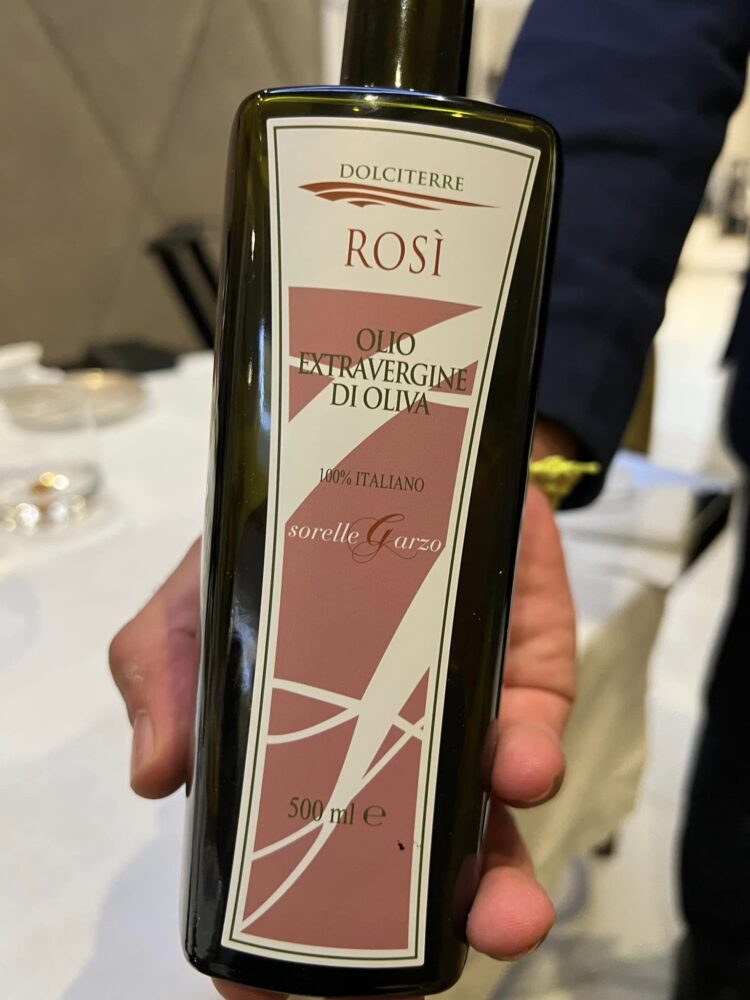 DOLCITERRE
ROSÌ
OLIO
EXTRAVERGINE
DI OLIVA
100% ITALIANO
sorelle Garzo
500 ml ℮